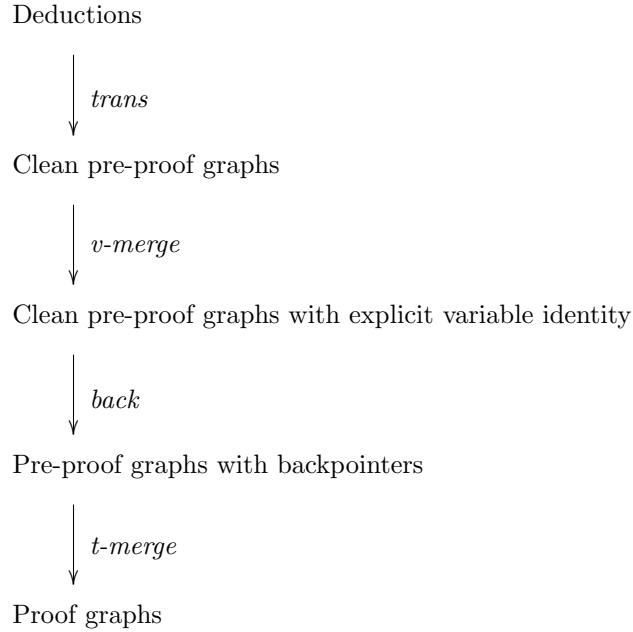 Deductions
trans
Clean pre-proof graphs
v-merge
Clean pre-proof graphs with explicit variable identity
back
Pre-proof graphs with backpointers
t-merge
Proof graphs